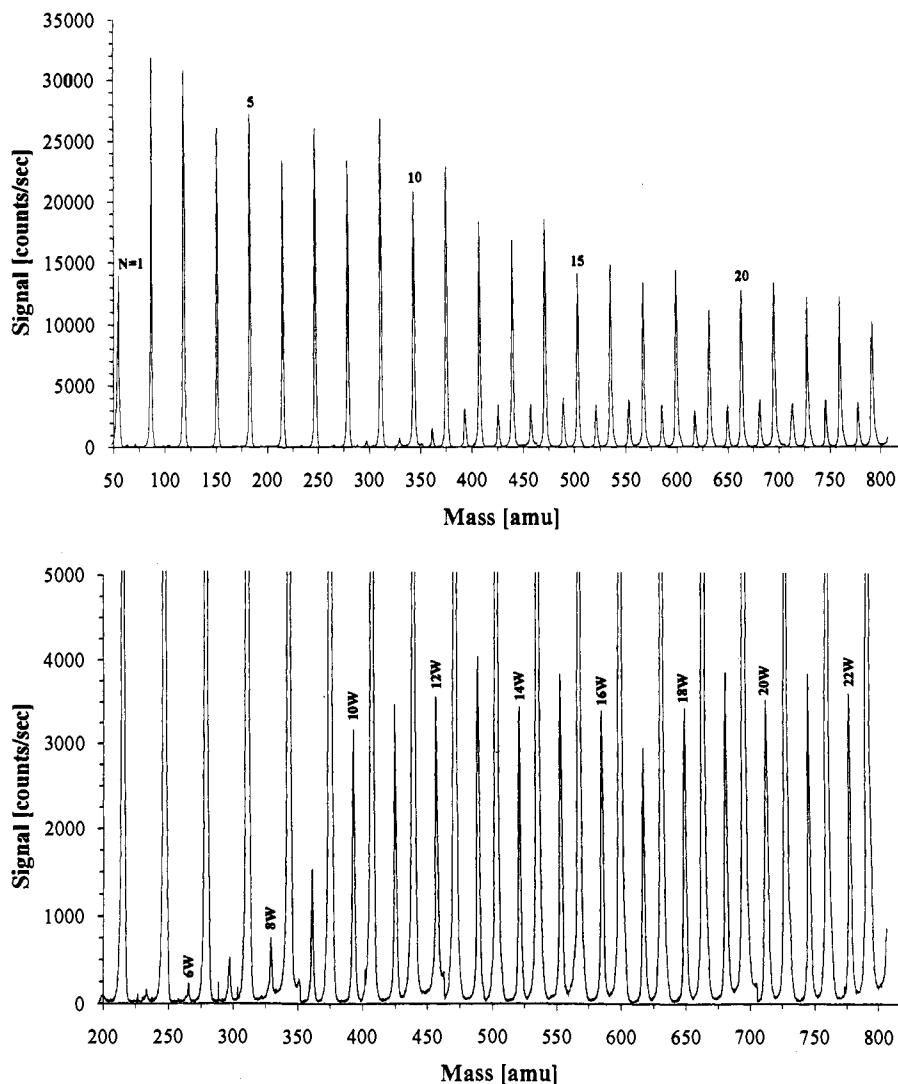 35000
30000
25000
20000
15000
10000
5000
0
Signal [counts/sec]
N=1
5
10
15
20
50 100 150 200 250 300 350 400 450 500 550 600 650 700 750 800
Mass [amu]
5000
4000
3000
2000
1000
0
Signal [counts/sec]
6W
8W
10W
12W
14W
16W
18W
20W
22W
200 250 300 350 400 450 500 550 600 650 700 750 800
Mass [amu]